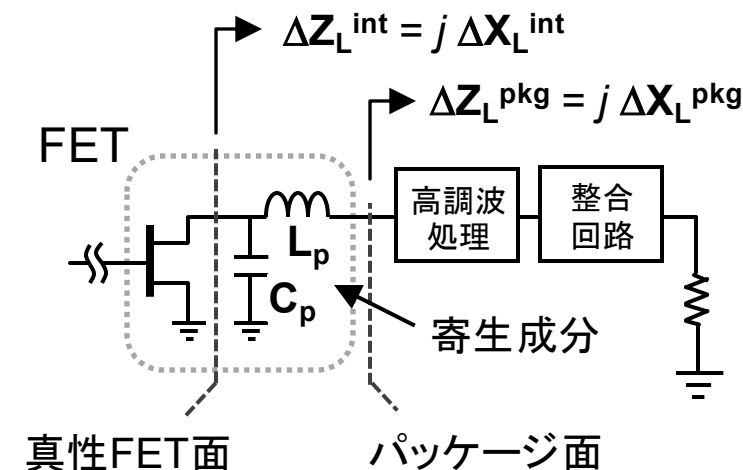 ΔZ_L^int = j ΔX_L^int
ΔZ_L^pkg = j ΔX_L^pkg
FET
高調波
処理
整合
回路
L_p
C_p
寄生成分
真性FET面
パッケージ面